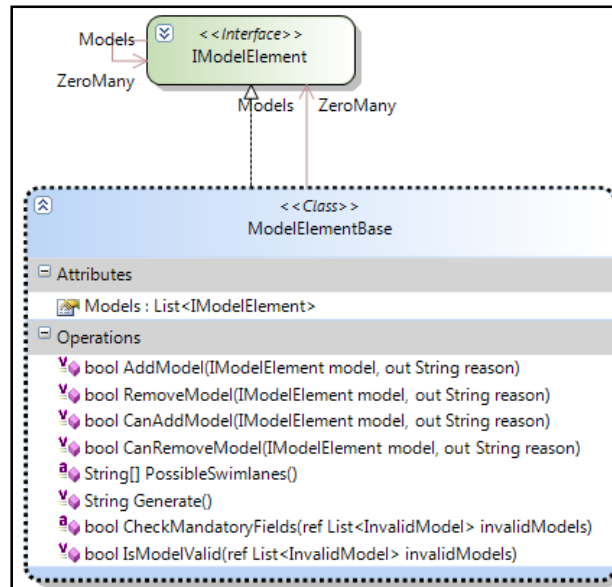 Models
<<Interface>>
IModelElement
ZeroMany
Models
ZeroMany
<<Class>>
ModelElementBase
Attributes
Models : List<IModelElement>
Operations
v bool AddModel(IModelElement model, out String reason)
v bool RemoveModel(IModelElement model, out String reason)
v bool CanAddModel(IModelElement model, out String reason)
v bool CanRemoveModel(IModelElement model, out String reason)
a String[] PossibleSwimlanes()
v String Generate()
a bool CheckMandatoryFields(ref List<InvalidModel> invalidModels)
v bool IsModelValid(ref List<InvalidModel> invalidModels)